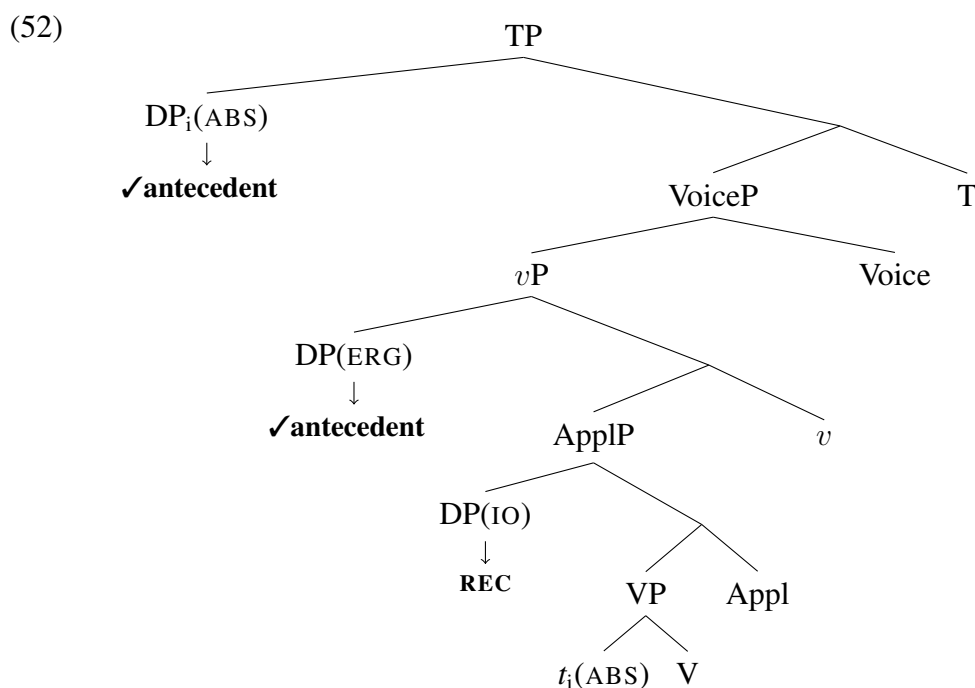 (52)
TP
DPi(ABS)
↓
✓antecedent
VoiceP T
vP Voice
DP(ERG)
↓
✓antecedent
ApplP v
DP(IO)
↓
REC
VP Appl
ti(ABS) V